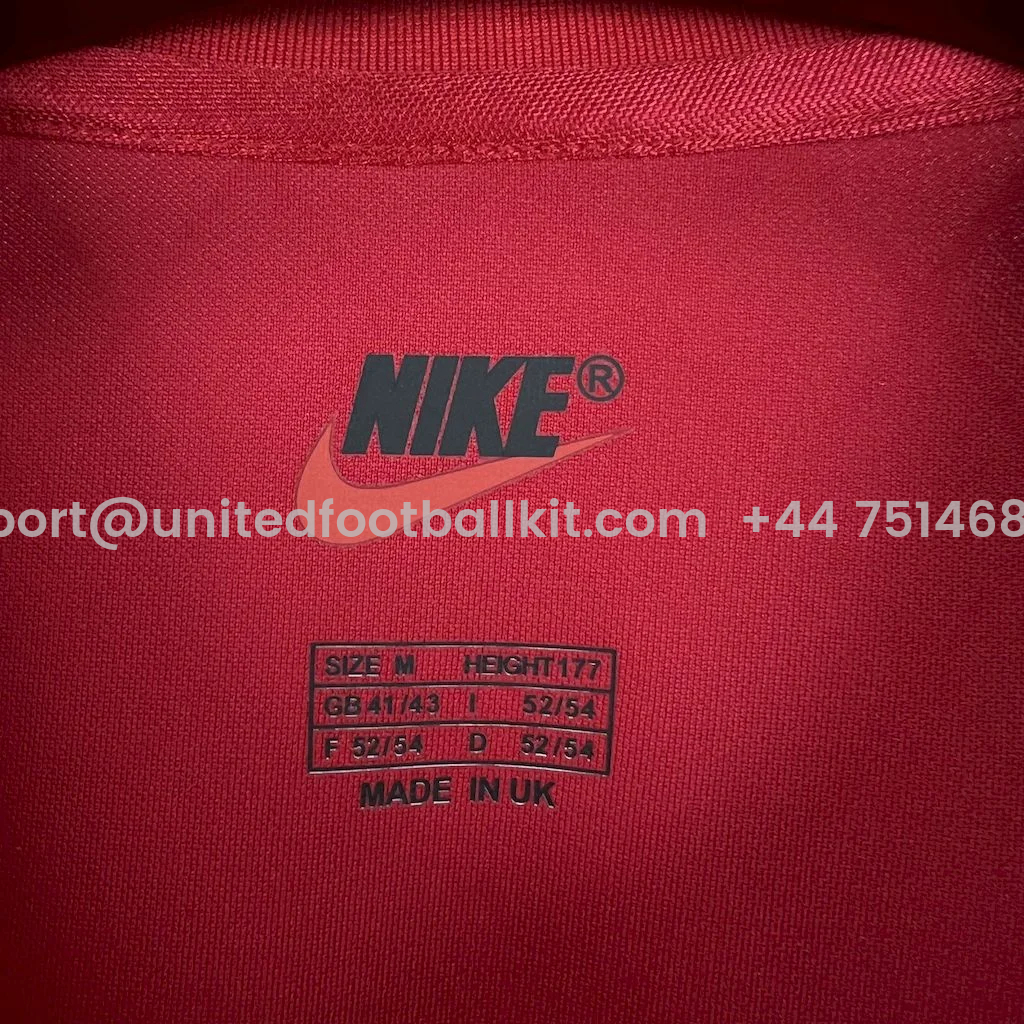 NIKE®
port@unitedfootballkit.com +44 751468
SIZE M HEIGHT 177
GB 41/43 I 52/54
F 52/54 D 52/54
MADE IN UK